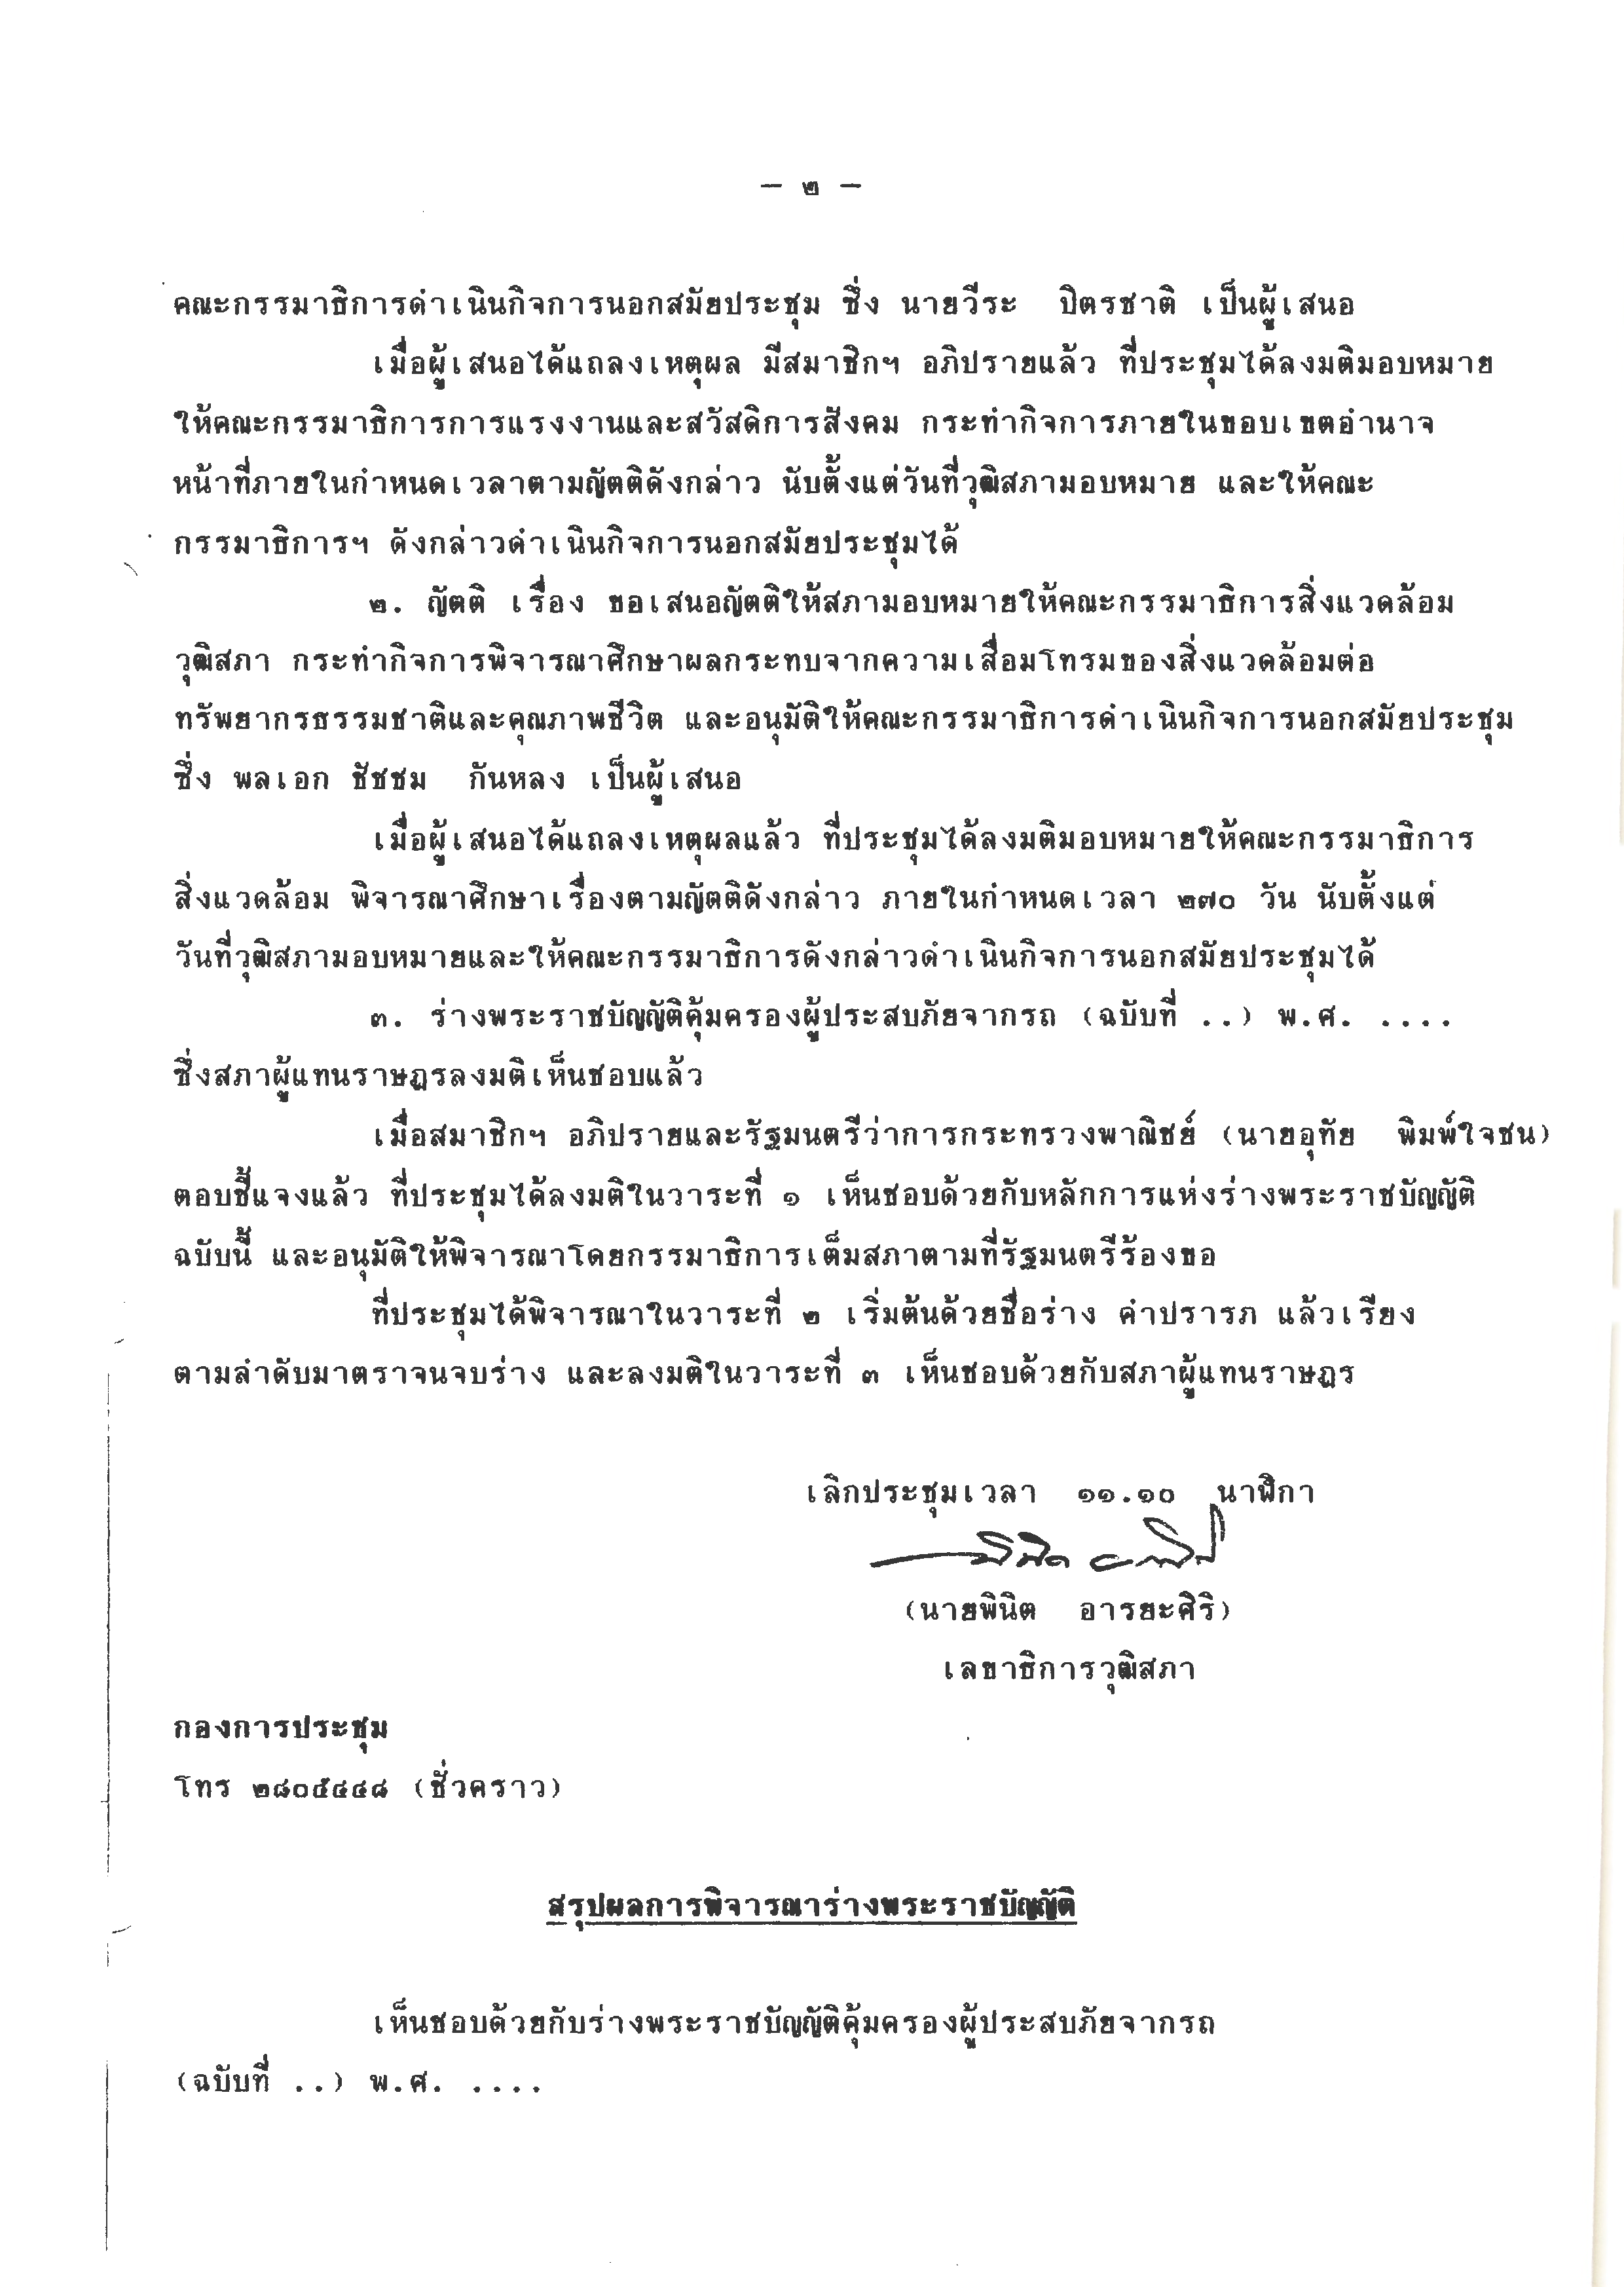 - ๒ -
คณะกรรมาธิการดำเนินกิจการนอกสมัยประชุม ซึ่ง นายวีระ ปิตรชาติ เป็นผู้เสนอ
เมื่อผู้เสนอได้แถลงเหตุผล มีสมาชิกฯ อภิปรายแล้ว ที่ประชุมได้ลงมติมอบหมาย
ให้คณะกรรมาธิการการแรงงานและสวัสดิการสังคม กระทำกิจการภายในขอบเขตอำนาจ
หน้าที่ภายในกำหนดเวลาตามญัตติดังกล่าว นับตั้งแต่วันที่วุฒิสภามอบหมาย และให้คณะ
กรรมาธิการฯ ดังกล่าวดำเนินกิจการนอกสมัยประชุมได้
๒. ญัตติ เรื่อง ขอเสนอญัตติให้สภามอบหมายให้คณะกรรมาธิการสิ่งแวดล้อม
วุฒิสภา กระทำกิจการพิจารณาศึกษาผลกระทบจากความเสื่อมโทรมของสิ่งแวดล้อมต่อ
ทรัพยากรธรรมชาติและคุณภาพชีวิต และอนุมัติให้คณะกรรมาธิการดำเนินกิจการนอกสมัยประชุม
ซึ่ง พลเอก ชัชชม กันหลง เป็นผู้เสนอ
เมื่อผู้เสนอได้แถลงเหตุผลแล้ว ที่ประชุมได้ลงมติมอบหมายให้คณะกรรมาธิการ
สิ่งแวดล้อม พิจารณาศึกษาเรื่องตามญัตติดังกล่าว ภายในกำหนดเวลา ๒๗๐ วัน นับตั้งแต่
วันที่วุฒิสภามอบหมายและให้คณะกรรมาธิการดังกล่าวดำเนินกิจการนอกสมัยประชุมได้
๓. ร่างพระราชบัญญัติคุ้มครองผู้ประสบภัยจากรถ (ฉบับที่ ..) พ.ศ. ....
ซึ่งสภาผู้แทนราษฎรลงมติเห็นชอบแล้ว
เมื่อสมาชิกฯ อภิปรายและรัฐมนตรีว่าการกระทรวงพาณิชย์ (นายอุทัย พิมพ์ใจชน)
ตอบชี้แจงแล้ว ที่ประชุมได้ลงมติในวาระที่ ๑ เห็นชอบด้วยกับหลักการแห่งร่างพระราชบัญญัติ
ฉบับนี้ และอนุมัติให้พิจารณาโดยกรรมาธิการเต็มสภาตามที่รัฐมนตรีร้องขอ
ที่ประชุมได้พิจารณาในวาระที่ ๒ เริ่มต้นด้วยชื่อร่าง คำปรารภ แล้วเรียง
ตามลำดับมาตราจนจบร่าง และลงมติในวาระที่ ๓ เห็นชอบด้วยกับสภาผู้แทนราษฎร
เลิกประชุมเวลา ๑๑.๑๐ นาฬิกา
(นายพินิต อารยะศิริ)
เลขาธิการวุฒิสภา
กองการประชุม
โทร ๒๘๐๕๔๔๘ (ชั่วคราว)
สรุปผลการพิจารณาร่างพระราชบัญญัติ
เห็นชอบด้วยกับร่างพระราชบัญญัติคุ้มครองผู้ประสบภัยจากรถ
(ฉบับที่ ..) พ.ศ. ....